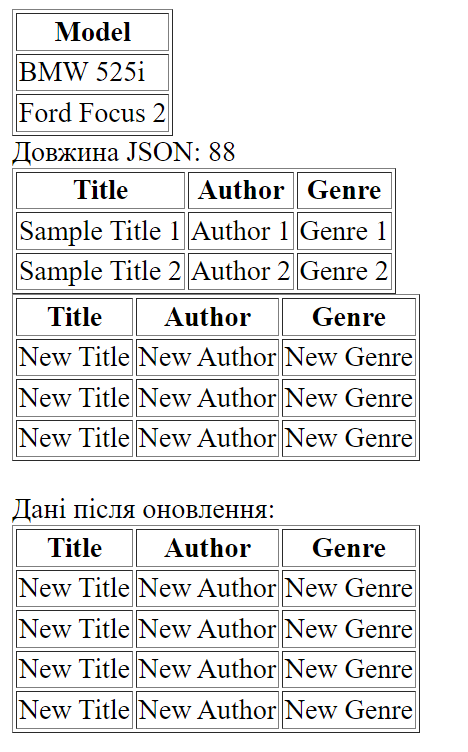 Model
BMW 525i
Ford Focus 2
Довжина JSON: 88
Title Author Genre
Sample Title 1 Author 1 Genre 1
Sample Title 2 Author 2 Genre 2
Title Author Genre
New Title New Author New Genre
New Title New Author New Genre
New Title New Author New Genre
Дані після оновлення:
Title Author Genre
New Title New Author New Genre
New Title New Author New Genre
New Title New Author New Genre
New Title New Author New Genre